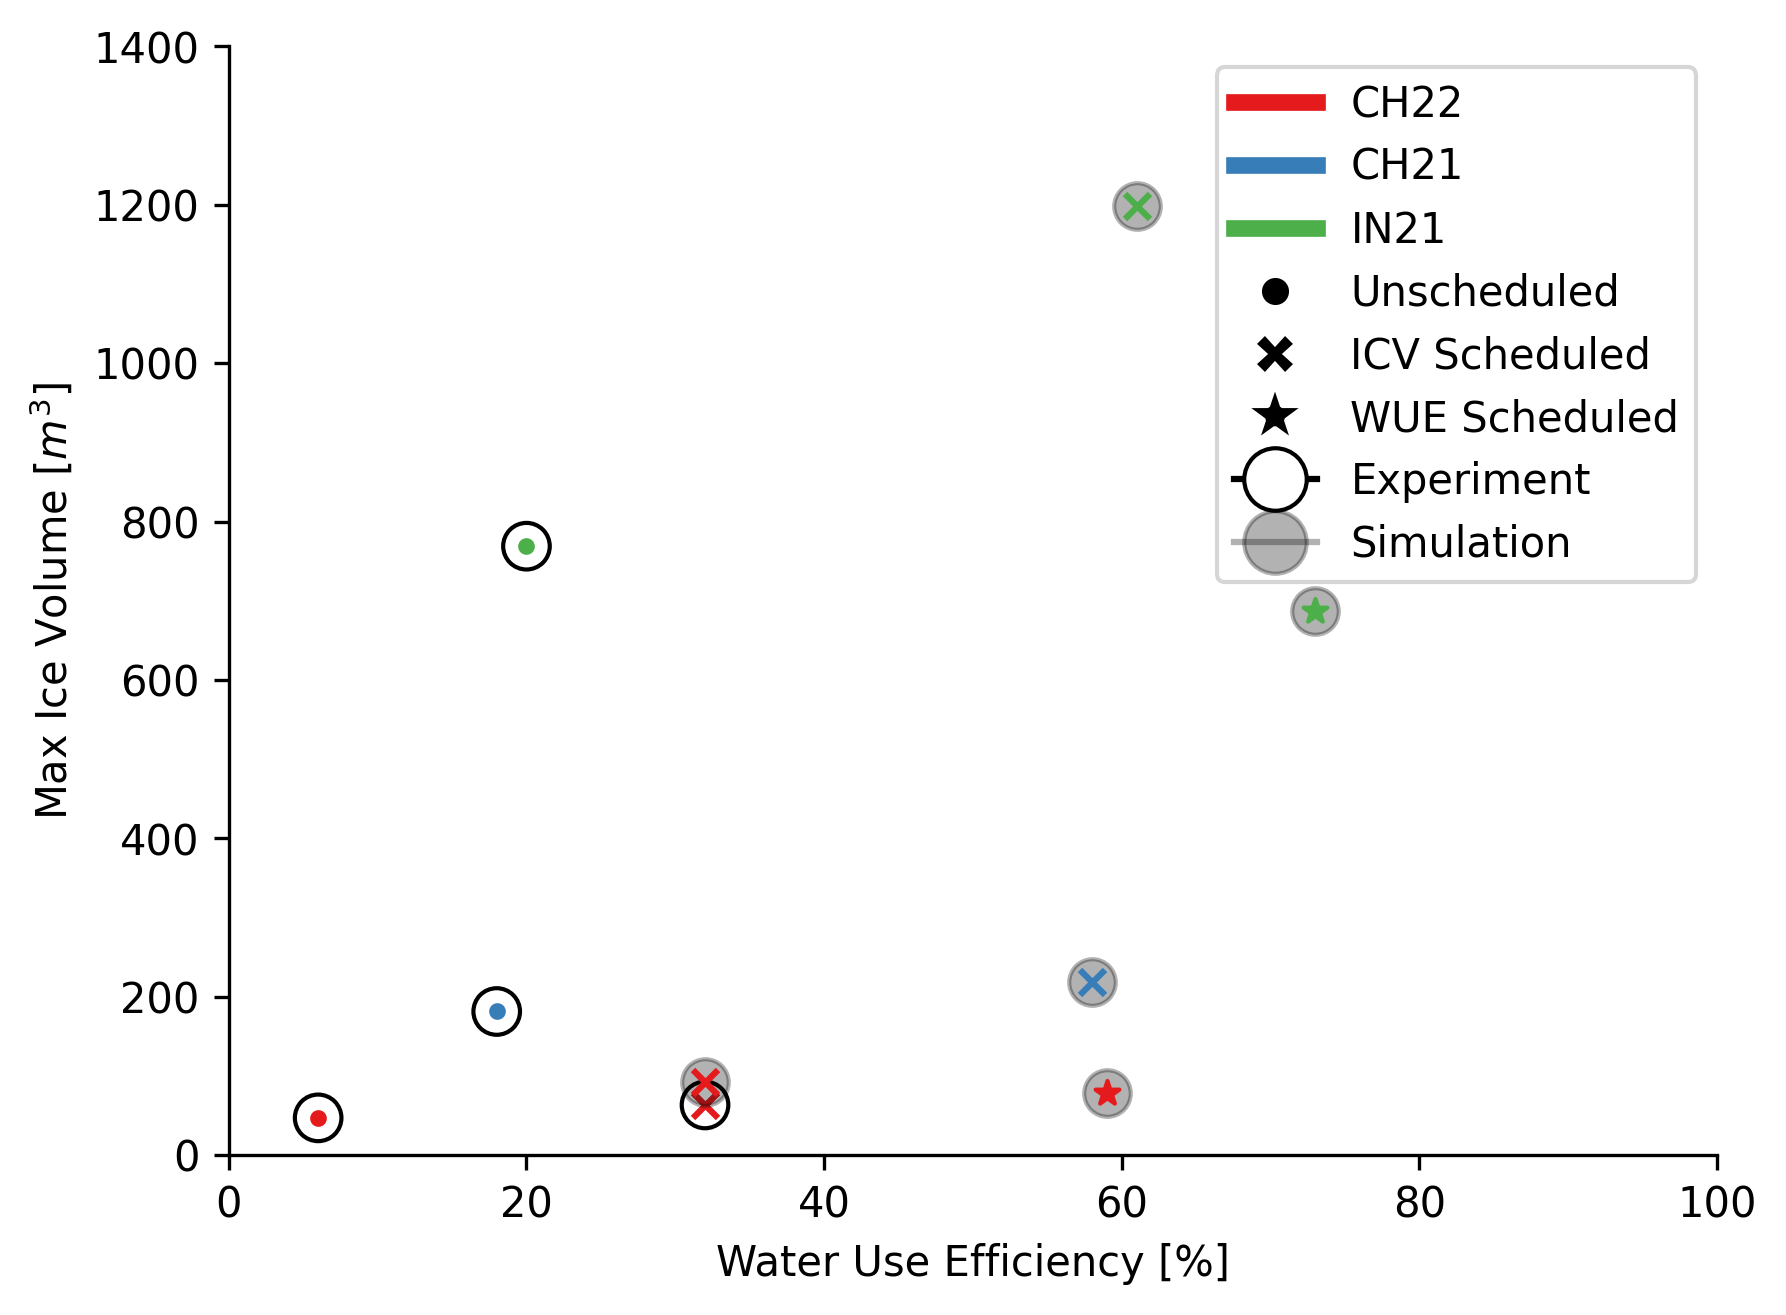 1400
1200
1000
800
600
400
200
0
Max Ice Volume [m³]
CH22
CH21
IN21
Unscheduled
ICV Scheduled
WUE Scheduled
Experiment
Simulation
0 20 40 60 80 100
Water Use Efficiency [%]